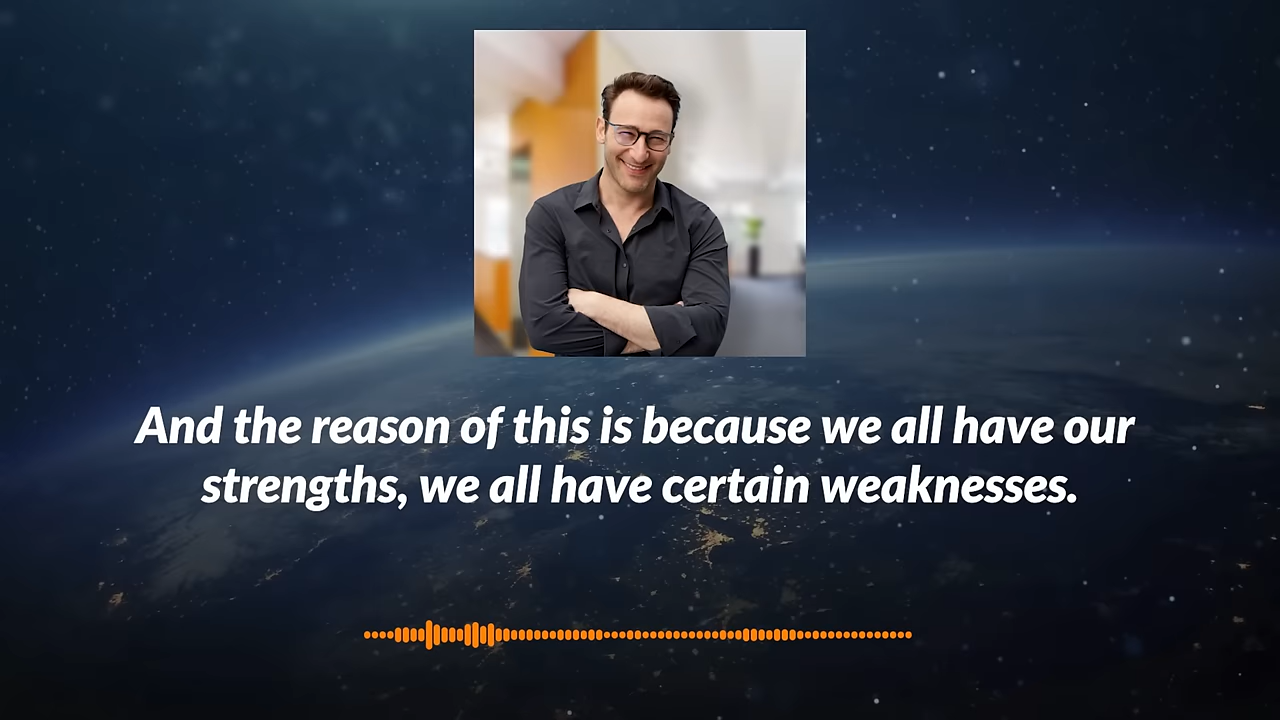 And the reason of this is because we all have our
strengths, we all have certain weaknesses.